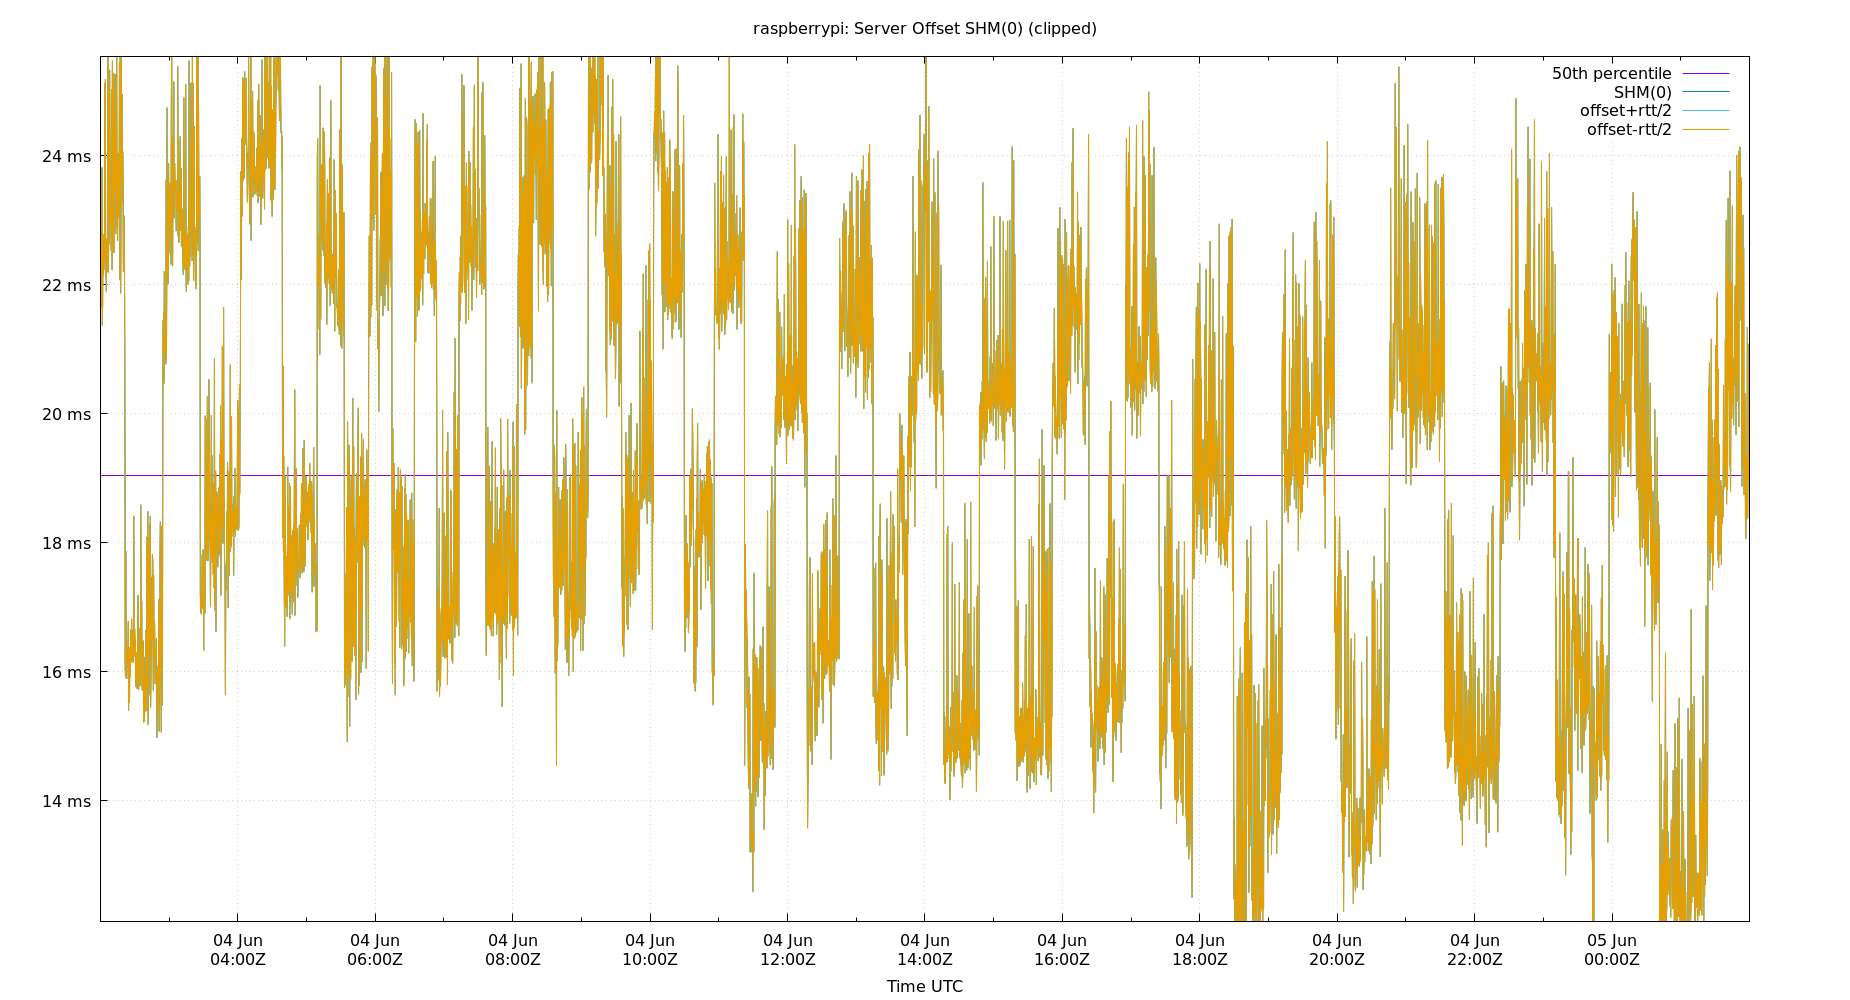 raspberrypi: Server Offset SHM(0) (clipped)
50th percentile
SHM(0)
offset+rtt/2
offset-rtt/2
24 ms
22 ms
20 ms
18 ms
16 ms
14 ms
04 Jun 04 Jun 04 Jun 04 Jun 04 Jun 04 Jun 04 Jun 04 Jun 04 Jun 04 Jun 05 Jun
04:00Z 06:00Z 08:00Z 10:00Z 12:00Z 14:00Z 16:00Z 18:00Z 20:00Z 22:00Z 00:00Z
Time UTC